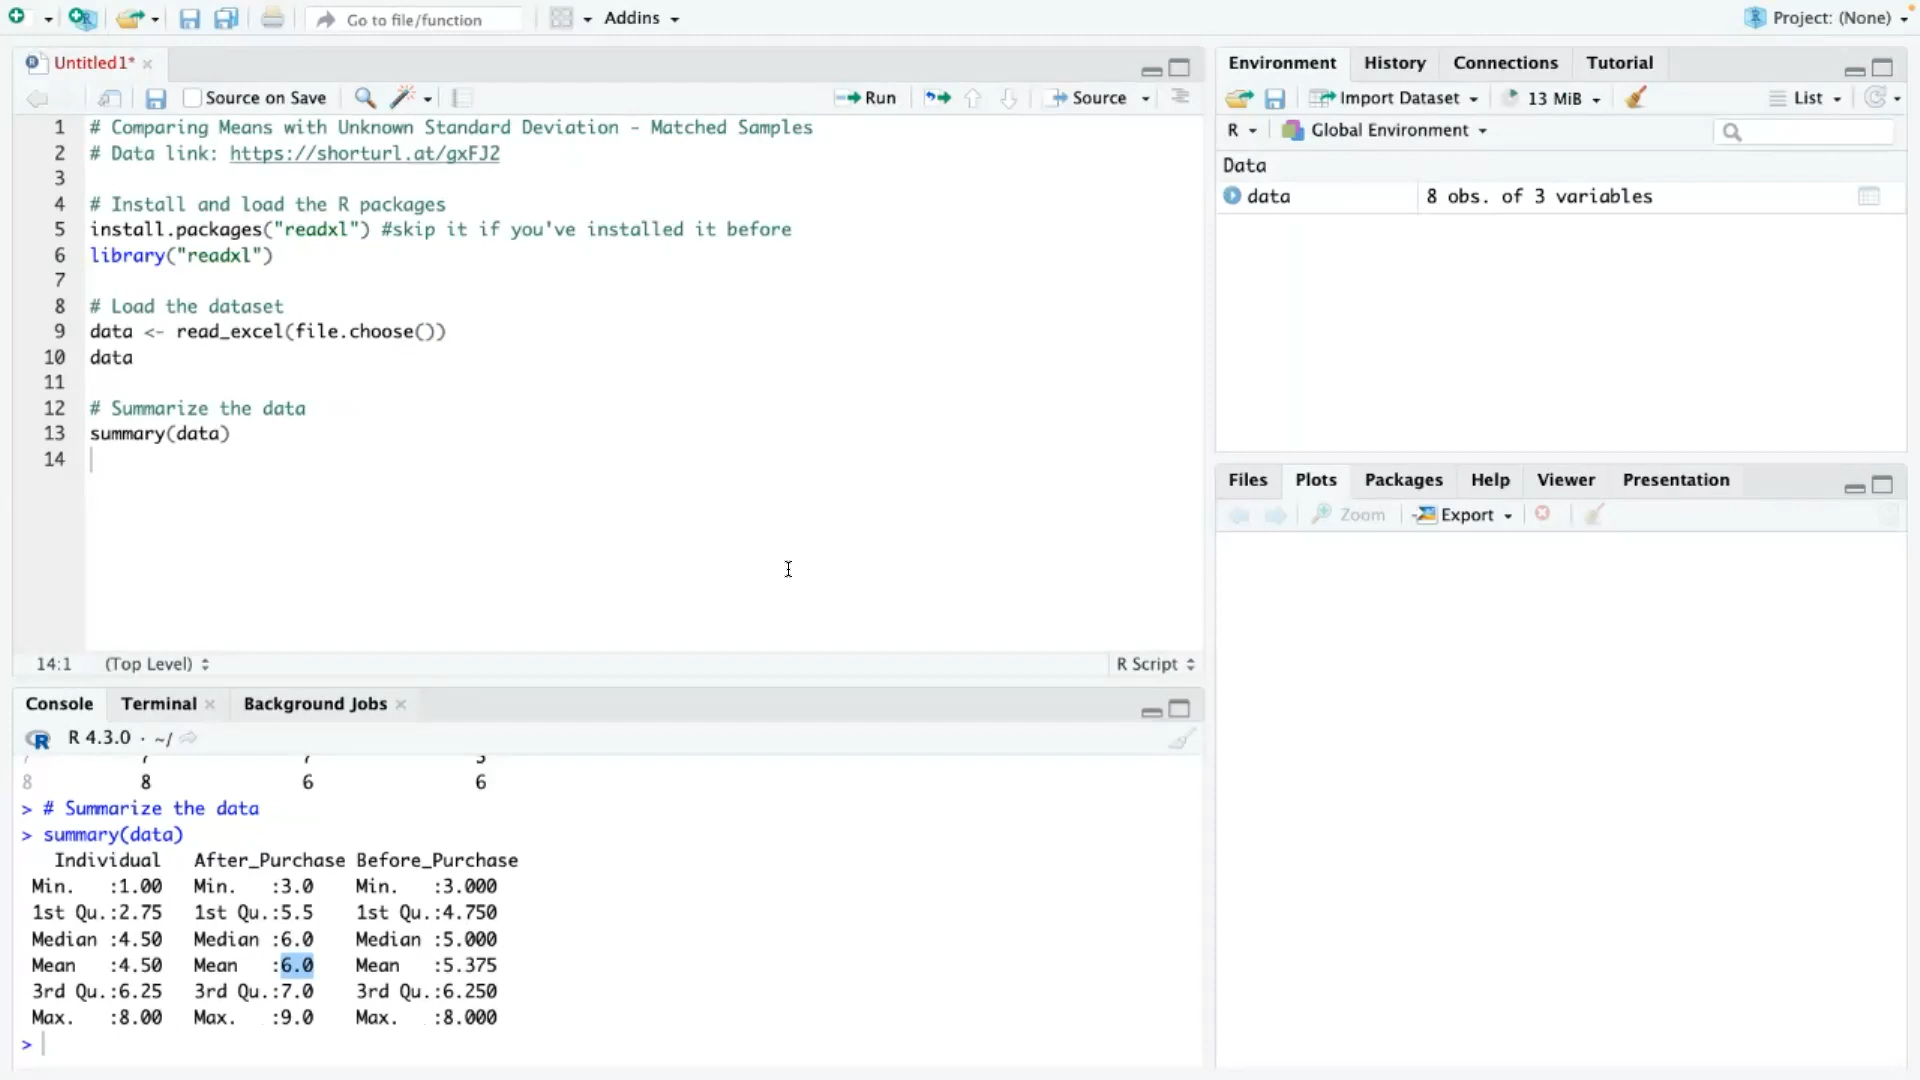 Go to file/function
Addins
Project: (None)
Untitled1*
Source on Save
Run
Source
1 # Comparing Means with Unknown Standard Deviation - Matched Samples
2 # Data link: https://shorturl.at/gxFJ2
3
4 # Install and load the R packages
5 install.packages("readxl") #skip it if you've installed it before
6 library("readxl")
7
8 # Load the dataset
9 data <- read_excel(file.choose())
10 data
11
12 # Summarize the data
13 summary(data)
14
14:1 (Top Level) R Script
Console Terminal Background Jobs
R 4.3.0 · ~/
8 8 6 6
> # Summarize the data
> summary(data)
Individual After_Purchase Before_Purchase
Min. :1.00 Min. :3.0 Min. :3.000
1st Qu.:2.75 1st Qu.:5.5 1st Qu.:4.750
Median :4.50 Median :6.0 Median :5.000
Mean :4.50 Mean :6.0 Mean :5.375
3rd Qu.:6.25 3rd Qu.:7.0 3rd Qu.:6.250
Max. :8.00 Max. :9.0 Max. :8.000
>
Environment History Connections Tutorial
Import Dataset 13 MiB List
R Global Environment
Data
data 8 obs. of 3 variables
Files Plots Packages Help Viewer Presentation
Zoom Export